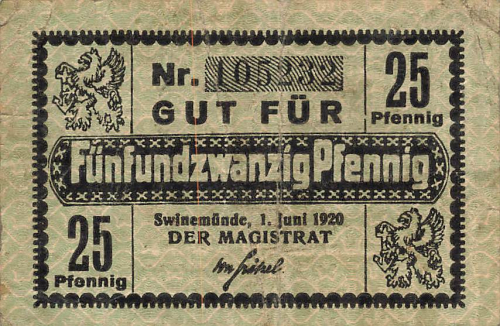 Nr. 105232
25
Pfennig
GUT FÜR
Fünfundzwanzig Pfennig
Swinemünde, 1. Juni 1920
DER MAGISTRAT
25
Pfennig